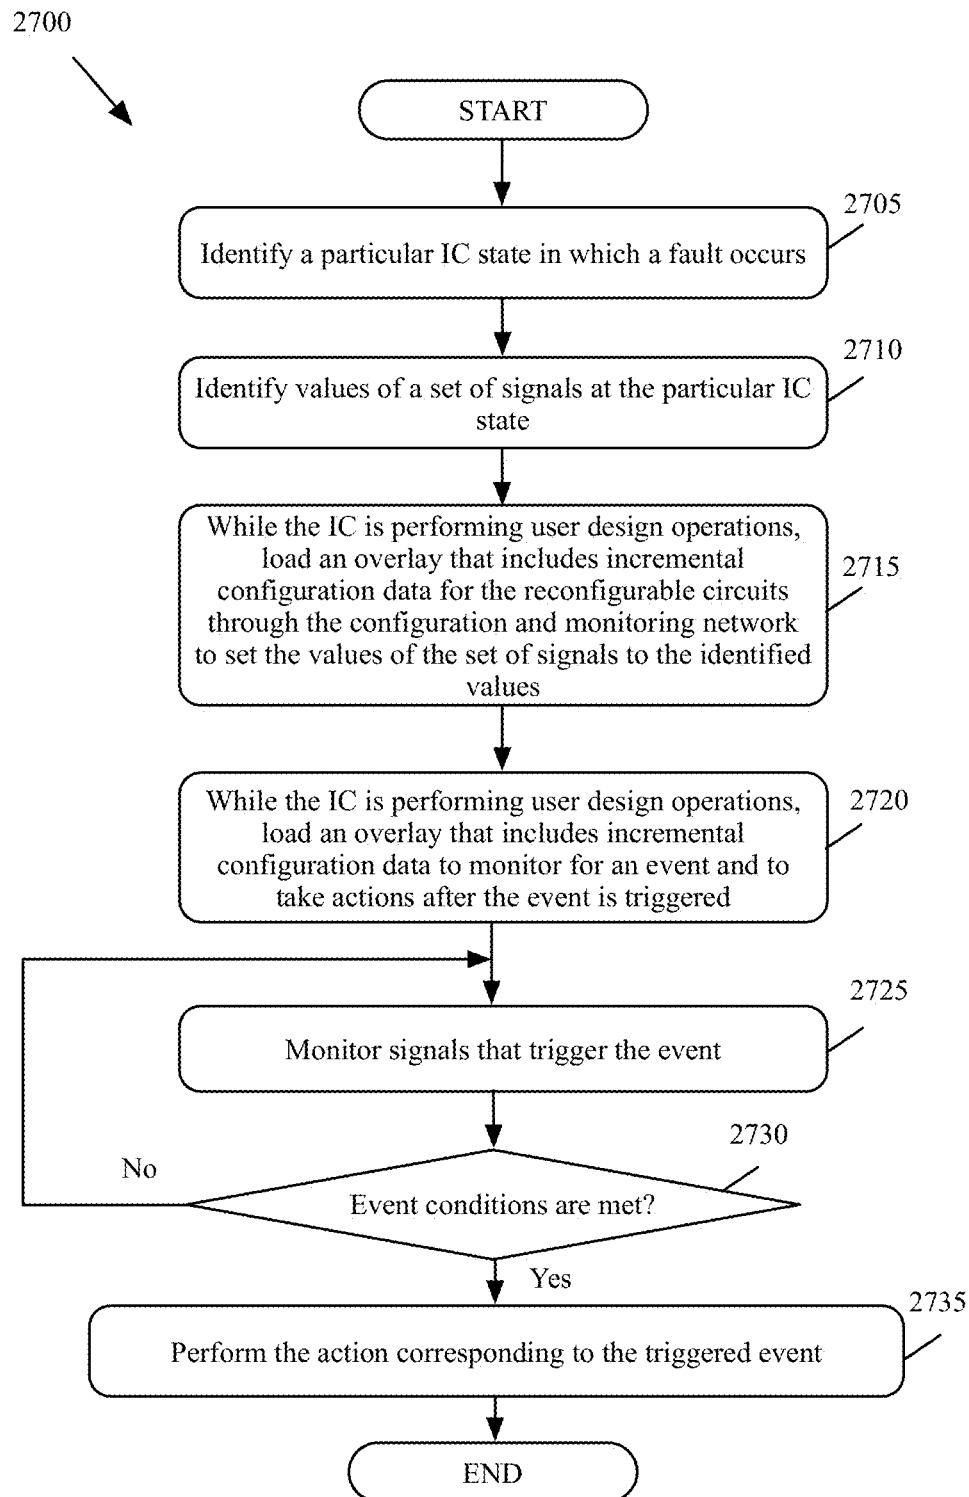 2700
START
2705
Identify a particular IC state in which a fault occurs
2710
Identify values of a set of signals at the particular IC
state
While the IC is performing user design operations,
load an overlay that includes incremental
configuration data for the reconfigurable circuits
through the configuration and monitoring network
to set the values of the set of signals to the identified
values
2715
While the IC is performing user design operations,
load an overlay that includes incremental
configuration data to monitor for an event and to
take actions after the event is triggered
2720
2725
Monitor signals that trigger the event
2730
No
Event conditions are met?
Yes
2735
Perform the action corresponding to the triggered event
END